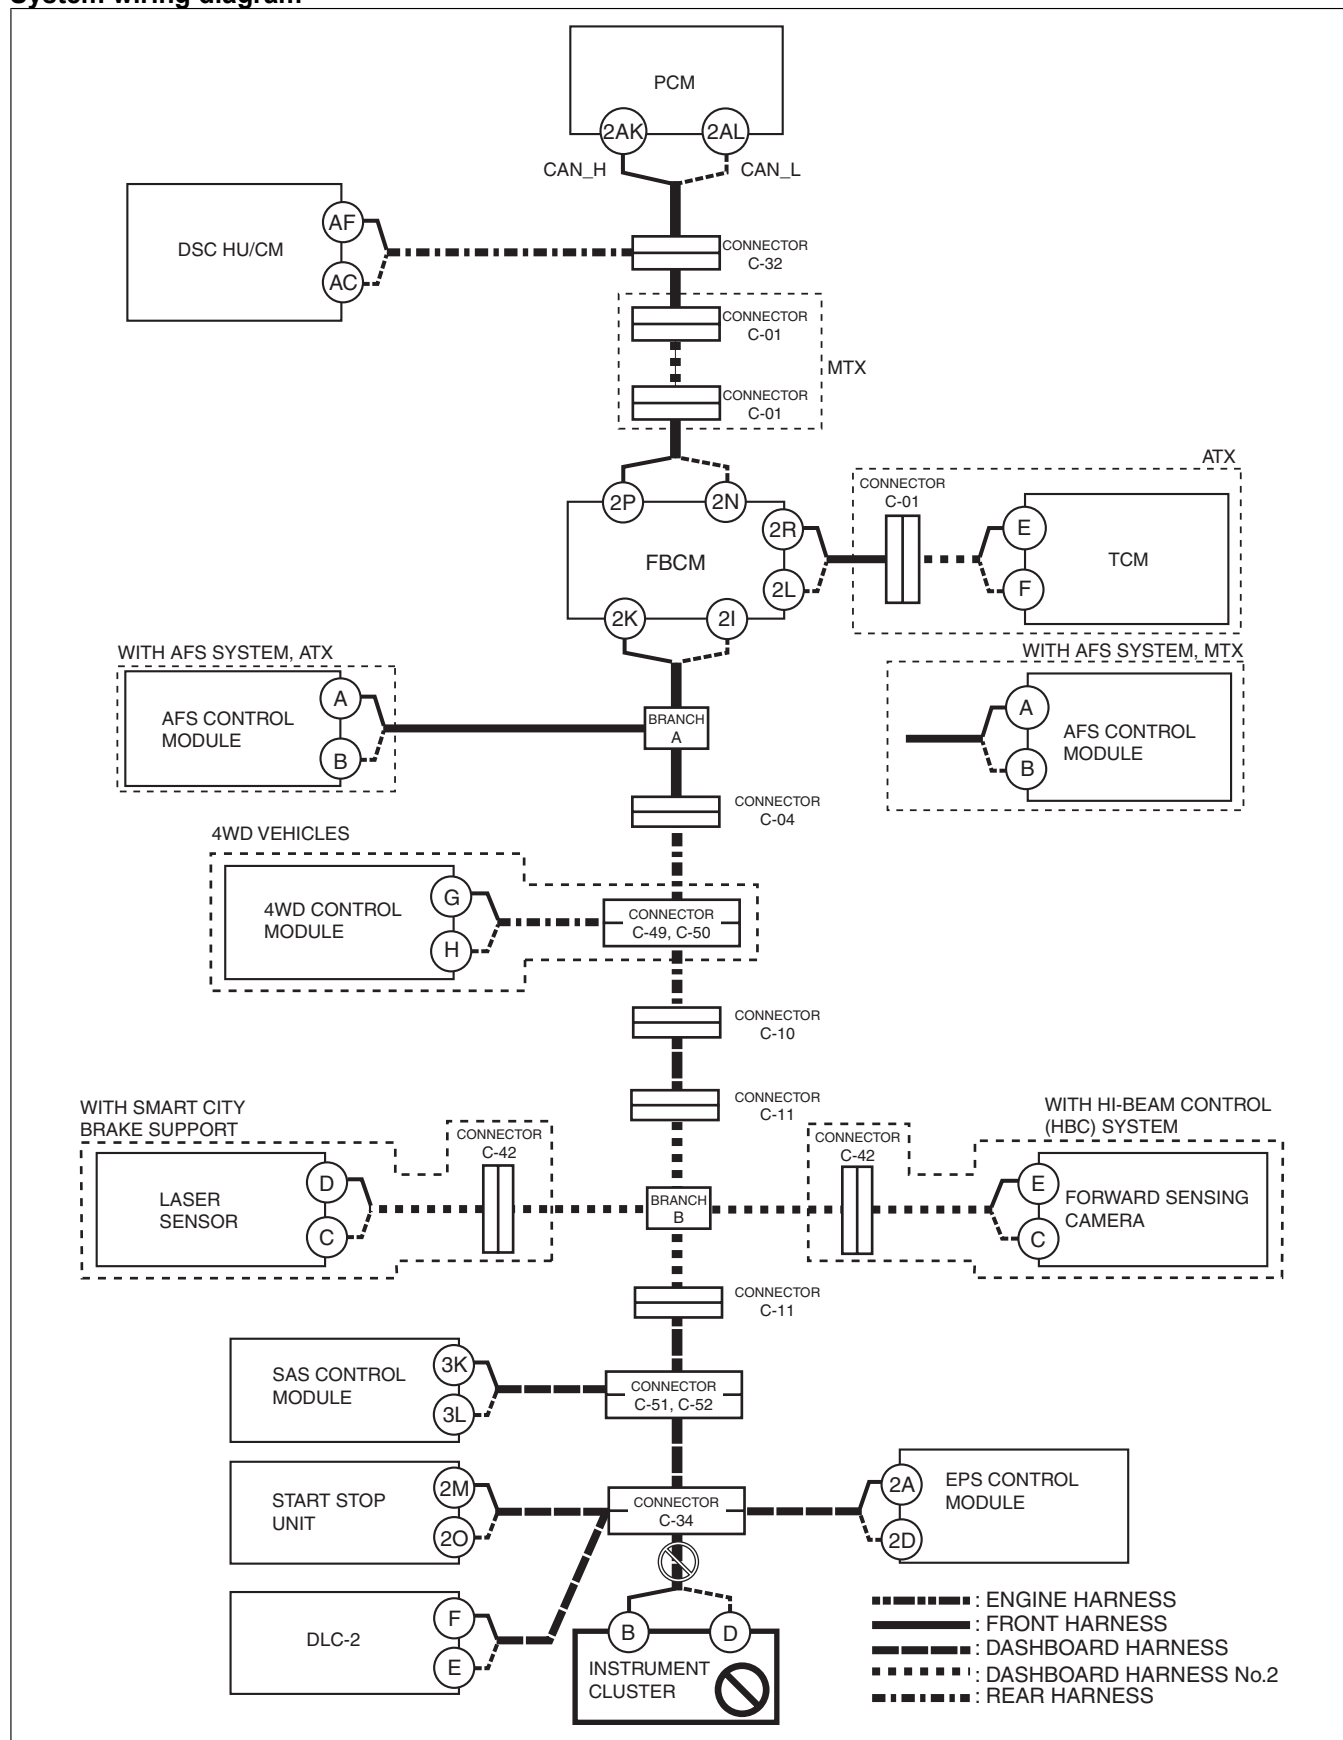 System wiring diagram
PCM
2AK
2AL
CAN_H
CAN_L
DSC HU/CM
AF
AC
CONNECTOR
C-32
CONNECTOR
C-01
MTX
CONNECTOR
C-01
2P
2N
FBCM
2R
2L
2K
2I
ATX
CONNECTOR
C-01
E
F
TCM
WITH AFS SYSTEM, ATX
AFS CONTROL
MODULE
A
B
BRANCH
A
WITH AFS SYSTEM, MTX
A
B
AFS CONTROL
MODULE
CONNECTOR
C-04
4WD VEHICLES
4WD CONTROL
MODULE
G
H
CONNECTOR
C-49, C-50
CONNECTOR
C-10
CONNECTOR
C-11
WITH SMART CITY
BRAKE SUPPORT
LASER
SENSOR
D
C
CONNECTOR
C-42
BRANCH
B
CONNECTOR
C-42
WITH HI-BEAM CONTROL
(HBC) SYSTEM
E
C
FORWARD SENSING
CAMERA
CONNECTOR
C-11
SAS CONTROL
MODULE
3K
3L
CONNECTOR
C-51, C-52
START STOP
UNIT
2M
2O
CONNECTOR
C-34
2A
2D
EPS CONTROL
MODULE
DLC-2
F
E
B
D
INSTRUMENT
CLUSTER
: ENGINE HARNESS
: FRONT HARNESS
: DASHBOARD HARNESS
: DASHBOARD HARNESS No.2
: REAR HARNESS